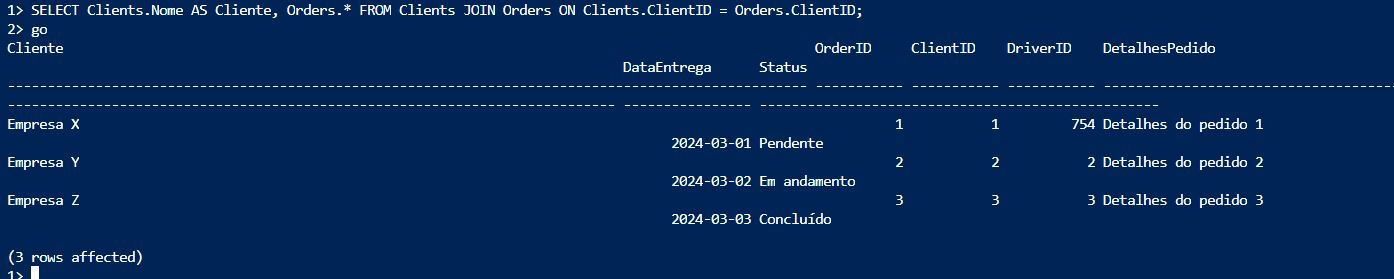 1> SELECT Clients.Nome AS Cliente, Orders.* FROM Clients JOIN Orders ON Clients.ClientID = Orders.ClientID;
2> go
Cliente OrderID ClientID DriverID DetalhesPedido
DataEntrega Status
---------------------------------------------------------------------------------------------------- ----------- ----------- ----------- ------------------------------------
---------------------------------------------------------------------------- ---------------- --------------------------------------------------
Empresa X 1 1 754 Detalhes do pedido 1
2024-03-01 Pendente
Empresa Y 2 2 2 Detalhes do pedido 2
2024-03-02 Em andamento
Empresa Z 3 3 3 Detalhes do pedido 3
2024-03-03 Concluído
(3 rows affected)
1>